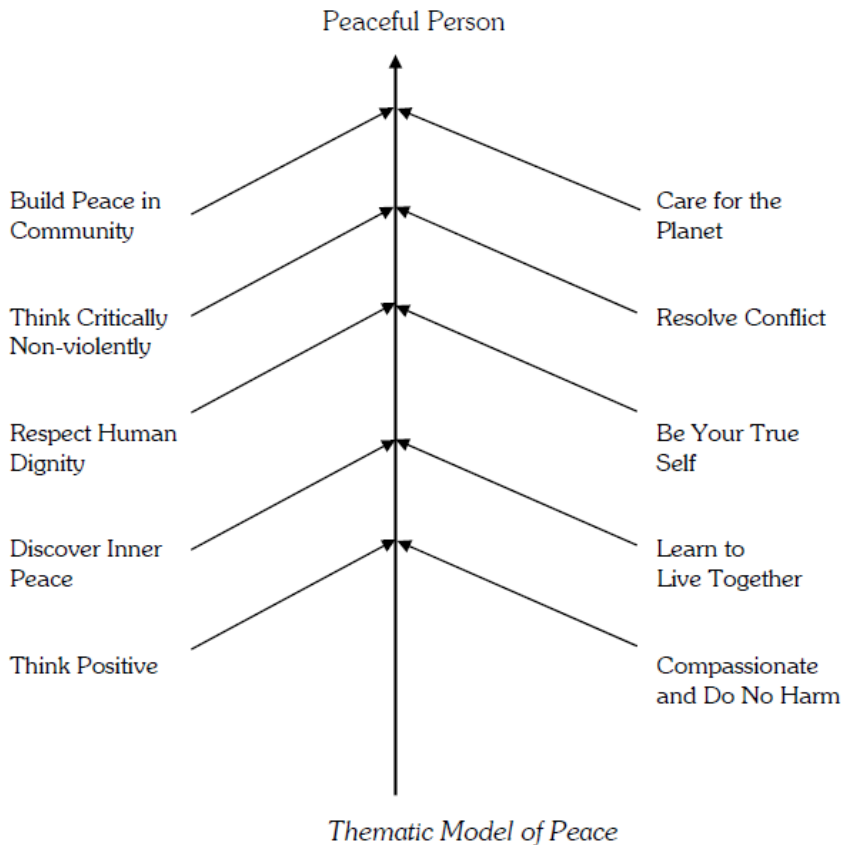 Peaceful Person
Build Peace in
Community
Care for the
Planet
Think Critically
Non-violently
Resolve Conflict
Respect Human
Dignity
Be Your True
Self
Discover Inner
Peace
Learn to
Live Together
Think Positive
Compassionate
and Do No Harm
Thematic Model of Peace